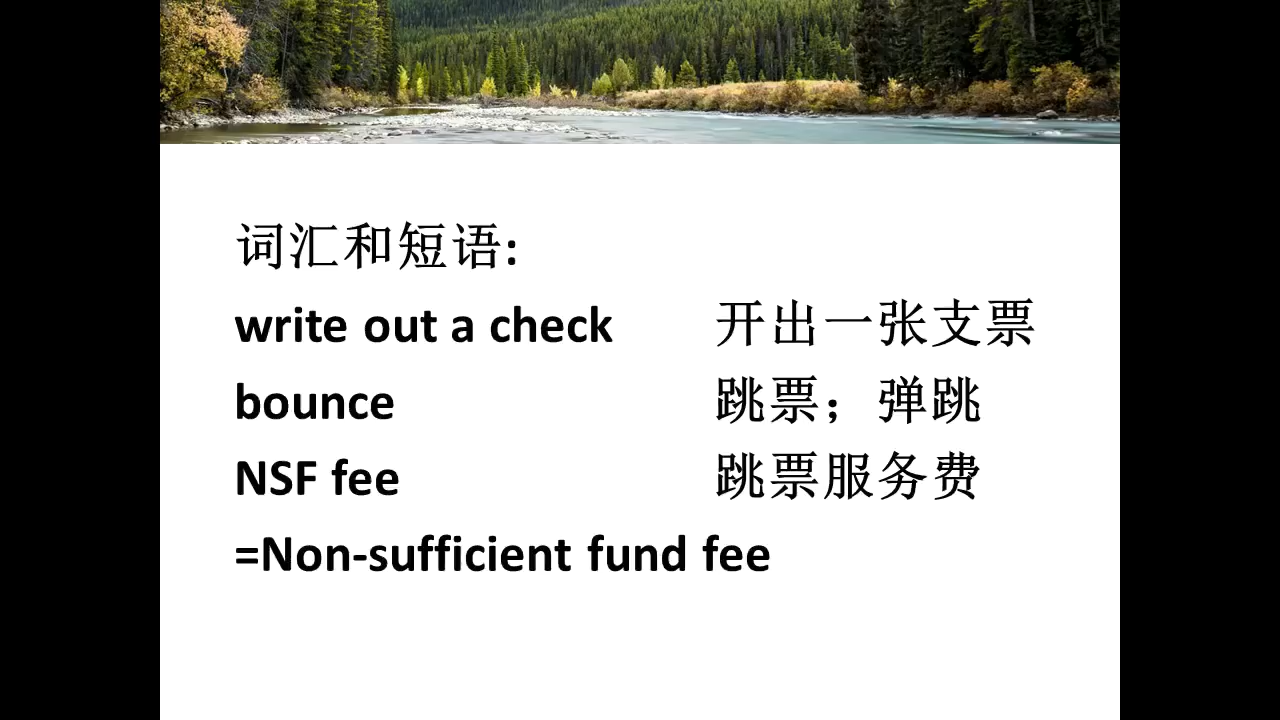 词汇和短语:
write out a check 开出一张支票
bounce 跳票；弹跳
NSF fee 跳票服务费
=Non-sufficient fund fee